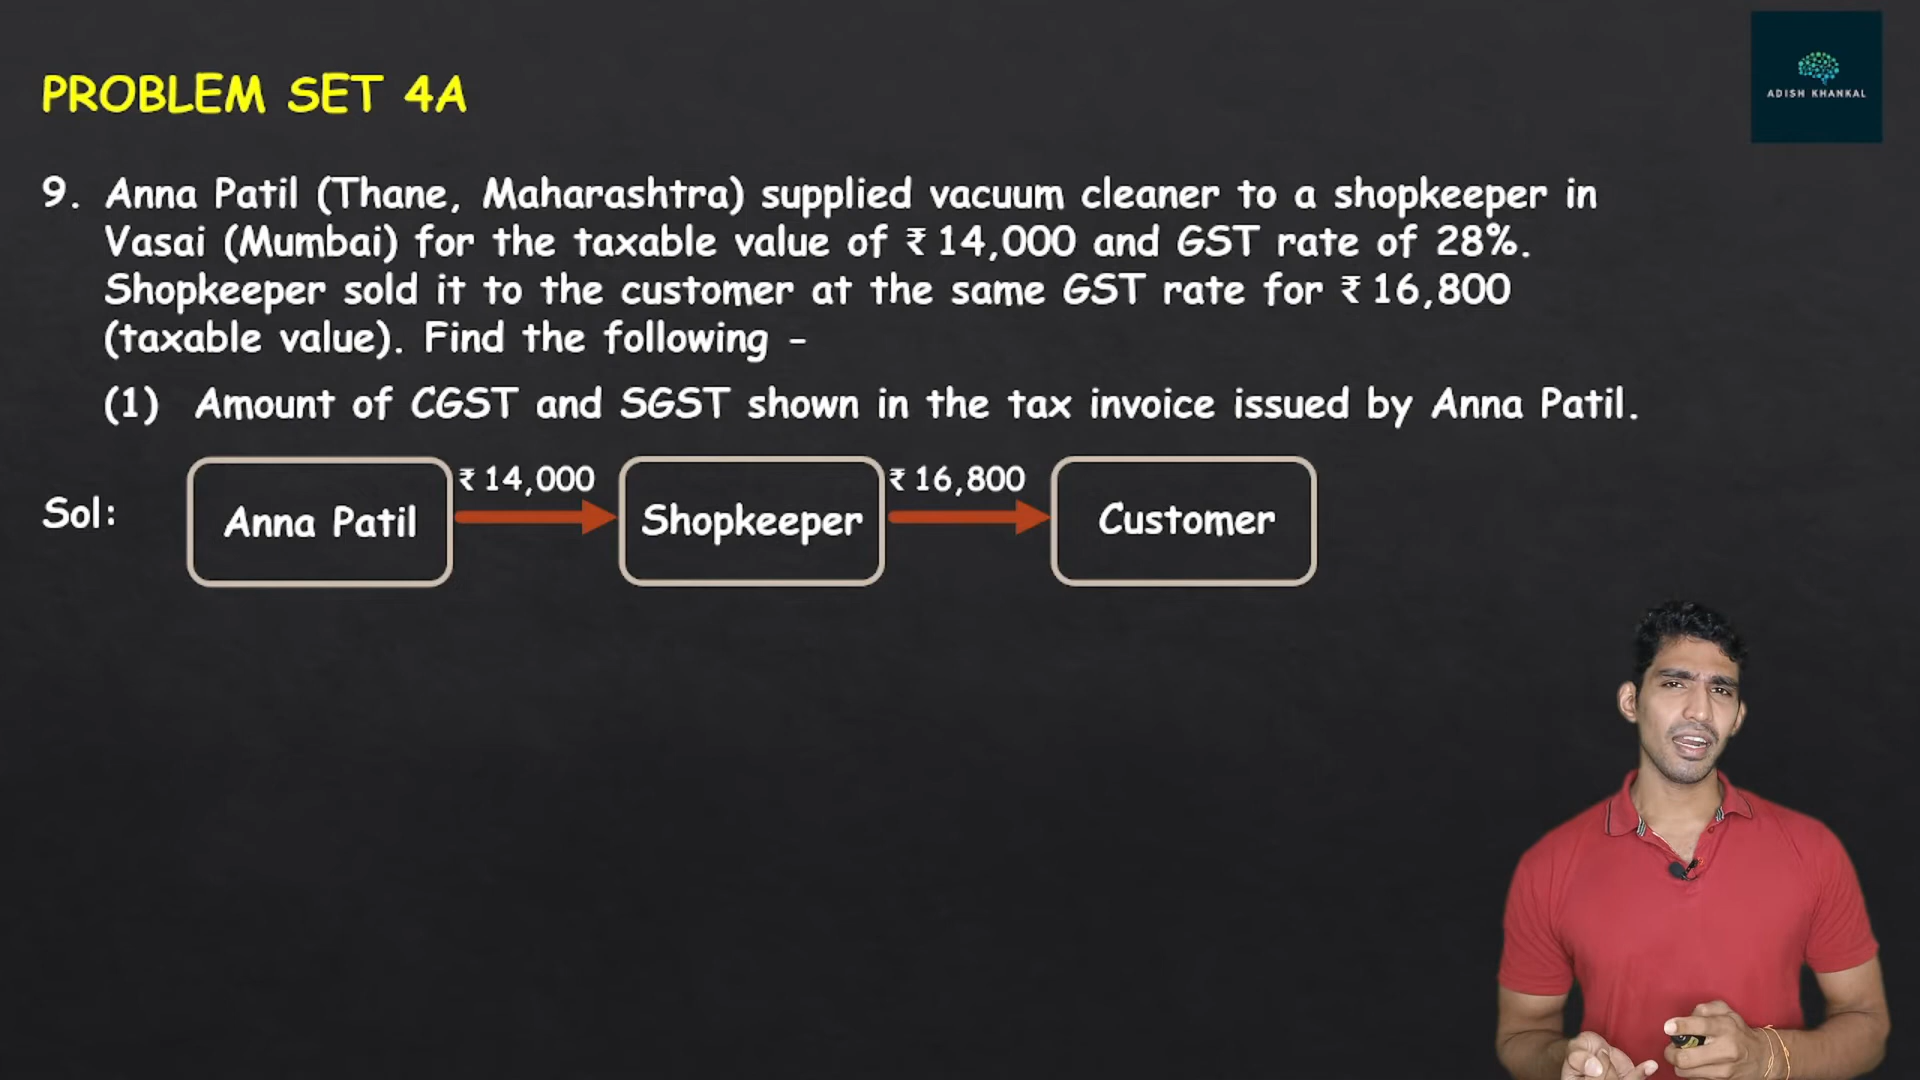 PROBLEM SET 4A
ADISH KHANKAL
9. Anna Patil (Thane, Maharashtra) supplied vacuum cleaner to a shopkeeper in
Vasai (Mumbai) for the taxable value of ₹ 14,000 and GST rate of 28%.
Shopkeeper sold it to the customer at the same GST rate for ₹ 16,800
(taxable value). Find the following -
(1) Amount of CGST and SGST shown in the tax invoice issued by Anna Patil.
Sol:
Anna Patil
₹ 14,000
Shopkeeper
₹ 16,800
Customer